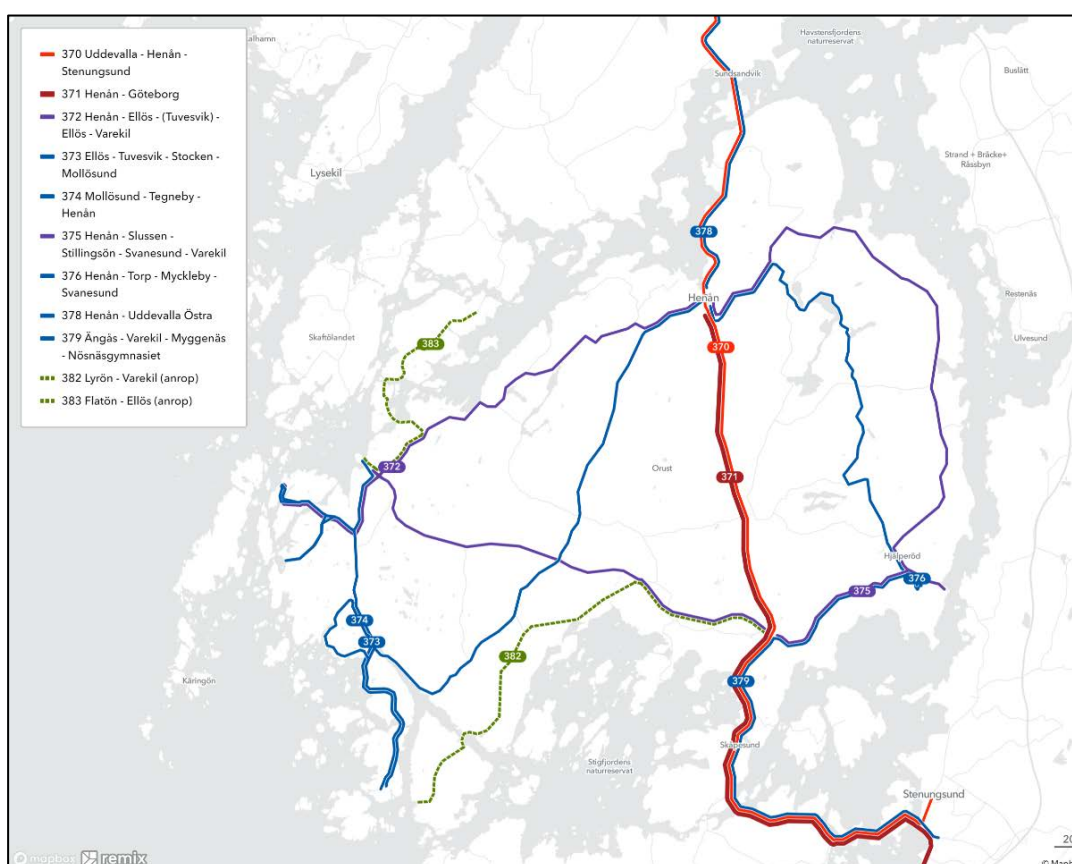 370 Uddevalla - Henån -
Stenungsund
371 Henån - Göteborg
372 Henån - Ellös - (Tuvesvik) -
Ellös - Varekil
373 Ellös - Tuvesvik - Stocken -
Mollösund
374 Mollösund - Tegneby -
Henån
375 Henån - Slussen -
Stillingsön - Svanesund - Varekil
376 Henån - Torp - Myckleby -
Svanesund
378 Henån - Uddevalla Östra
379 Ängås - Varekil - Myggenäs
- Nösnäsgymnasiet
382 Lyrön - Varekil (anrop)
383 Flatön - Ellös (anrop)
Havstensfjordens
naturreservat
Sundsandvik
Buslätt
Strand + Bräcke+
Råssbyn
Lysekil
378
Henån
Restenäs
Ulvesund
Skaftölandet
383
370
372
Orust
371
Hjälperöd
376
375
374
373
382
379
Käringön
Skåpesund
Stigfjordens
naturreservat
Stenungsund
20
mapbox remix